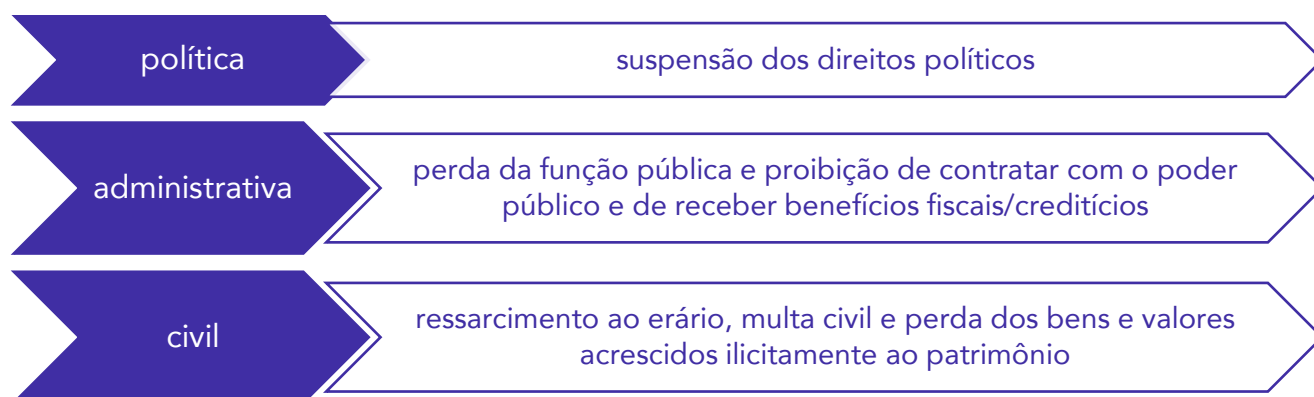 política
suspensão dos direitos políticos
administrativa
perda da função pública e proibição de contratar com o poder
público e de receber benefícios fiscais/creditícios
civil
ressarcimento ao erário, multa civil e perda dos bens e valores
acrescidos ilicitamente ao patrimônio